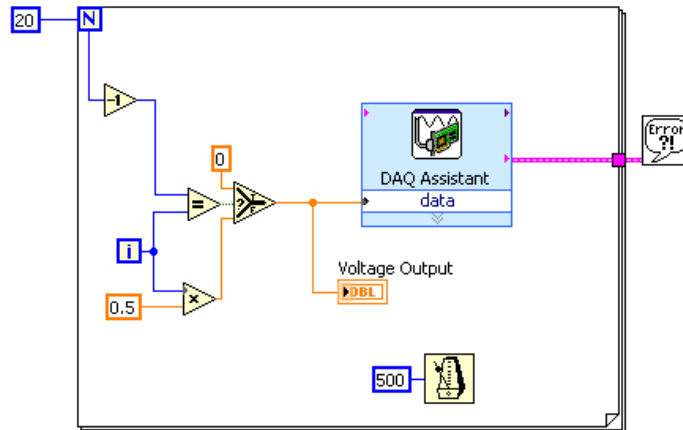 20
N
-1
Error
?!
0
DAQ Assistant
data
=
?
T
F
i
Voltage Output
0.5
x
DBL
500